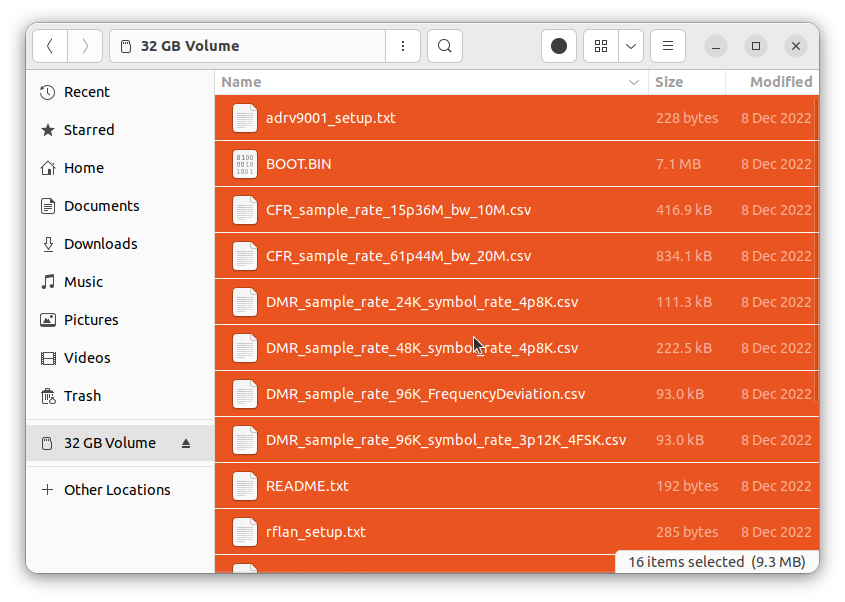 32 GB Volume
Name Size Modified
Recent
Starred
Home
Documents
Downloads
Music
Pictures
Videos
Trash
32 GB Volume
Other Locations
adrv9001_setup.txt 228 bytes 8 Dec 2022
BOOT.BIN 7.1 MB 8 Dec 2022
CFR_sample_rate_15p36M_bw_10M.csv 416.9 kB 8 Dec 2022
CFR_sample_rate_61p44M_bw_20M.csv 834.1 kB 8 Dec 2022
DMR_sample_rate_24K_symbol_rate_4p8K.csv 111.3 kB 8 Dec 2022
DMR_sample_rate_48K_symbol_rate_4p8K.csv 222.5 kB 8 Dec 2022
DMR_sample_rate_96K_FrequencyDeviation.csv 93.0 kB 8 Dec 2022
DMR_sample_rate_96K_symbol_rate_3p12K_4FSK.csv 93.0 kB 8 Dec 2022
README.txt 192 bytes 8 Dec 2022
rflan_setup.txt 285 bytes 8 Dec 2022
16 items selected (9.3 MB)